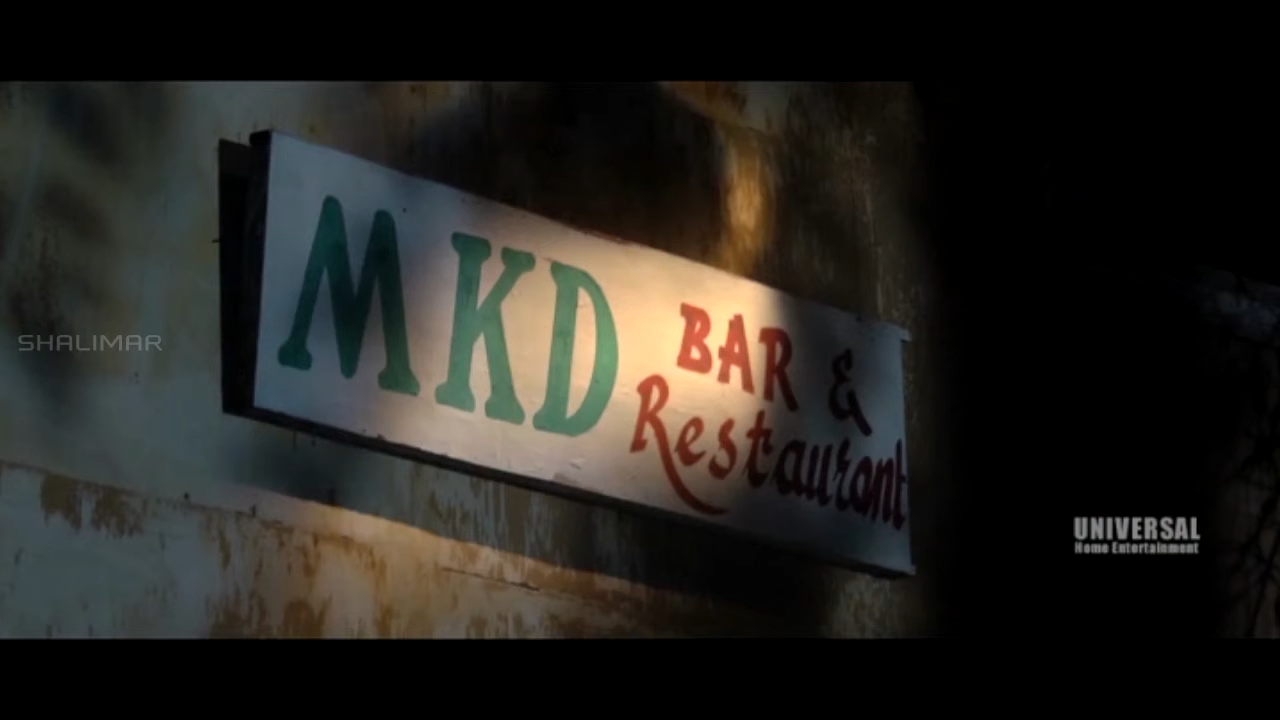 SHALIMAR
MKD
BAR &
Restaurant
UNIVERSAL
Home Entertainment